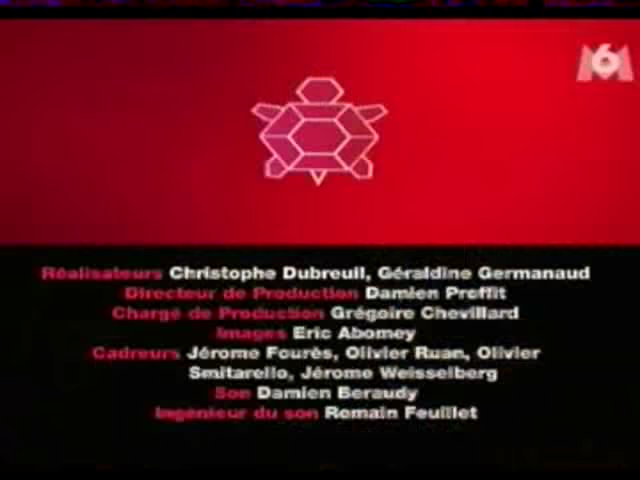 M6
Réalisateurs Christophe Dubreuil, Géraldine Germanaud
Directeur de Production Damien Proffit
Chargé de Production Grégoire Chevillard
Images Eric Abomey
Cadreurs Jérome Fourès, Olivier Ruan, Olivier
Smitarello, Jérome Weisselberg
Son Damien Beraudy
Ingénieur du son Romain Feuillet